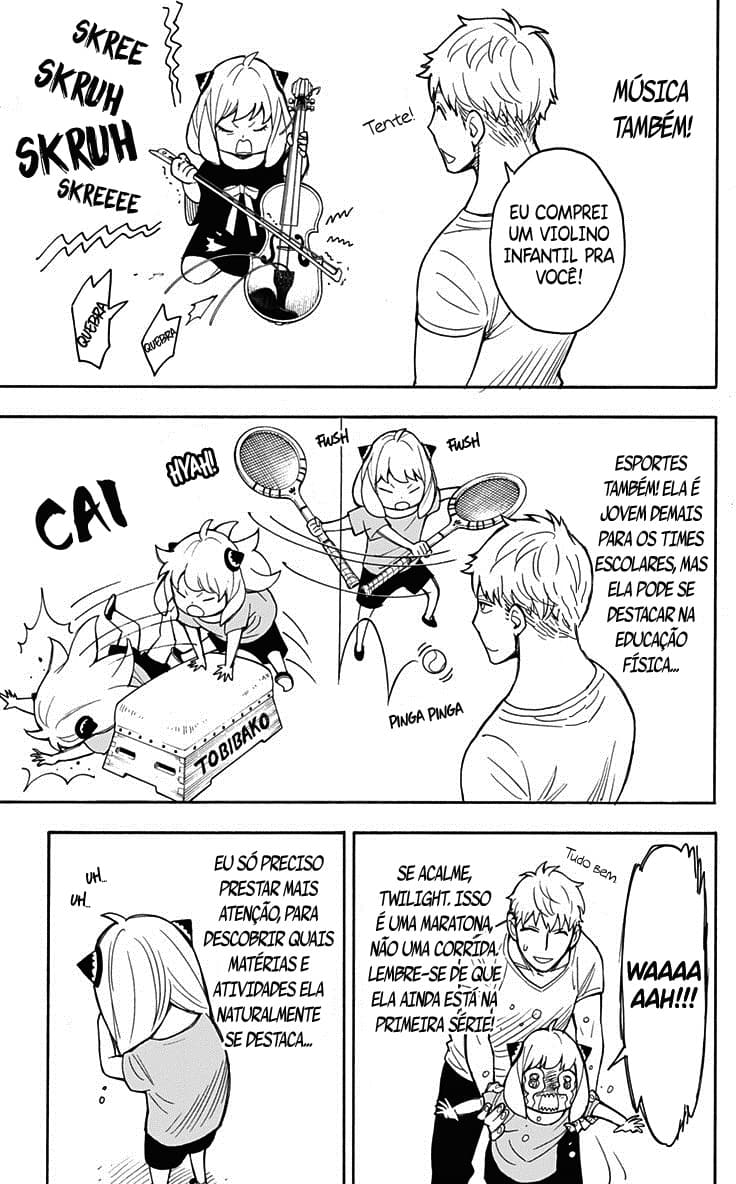 MÚSICA
TAMBÉM!
Tente!
EU COMPREI
UM VIOLINO
INFANTIL PRA
VOCÊ!
SKREE
SKRUH
SKRUH
SKREEEE
QUEBRA
QUEBRA
ESPORTES
TAMBÉM! ELA É
JOVEM DEMAIS
PARA OS TIMES
ESCOLARES, MAS
ELA PODE SE
DESTACAR NA
EDUCAÇÃO
FÍSICA...
FWSH
FWSH
PINGA PINGA
HYAH!
CAI
TOBIBAKO
WAAAA
AAH!!!
Tudo bem
SE ACALME,
TWILIGHT. ISSO
É UMA MARATONA,
NÃO UMA CORRIDA.
LEMBRE-SE DE QUE
ELA AINDA ESTÁ NA
PRIMEIRA SÉRIE!
EU SÓ PRECISO
PRESTAR MAIS
ATENÇÃO, PARA
DESCOBRIR QUAIS
MATÉRIAS E
ATIVIDADES ELA
NATURALMENTE
SE DESTACA...
UH...
UH...